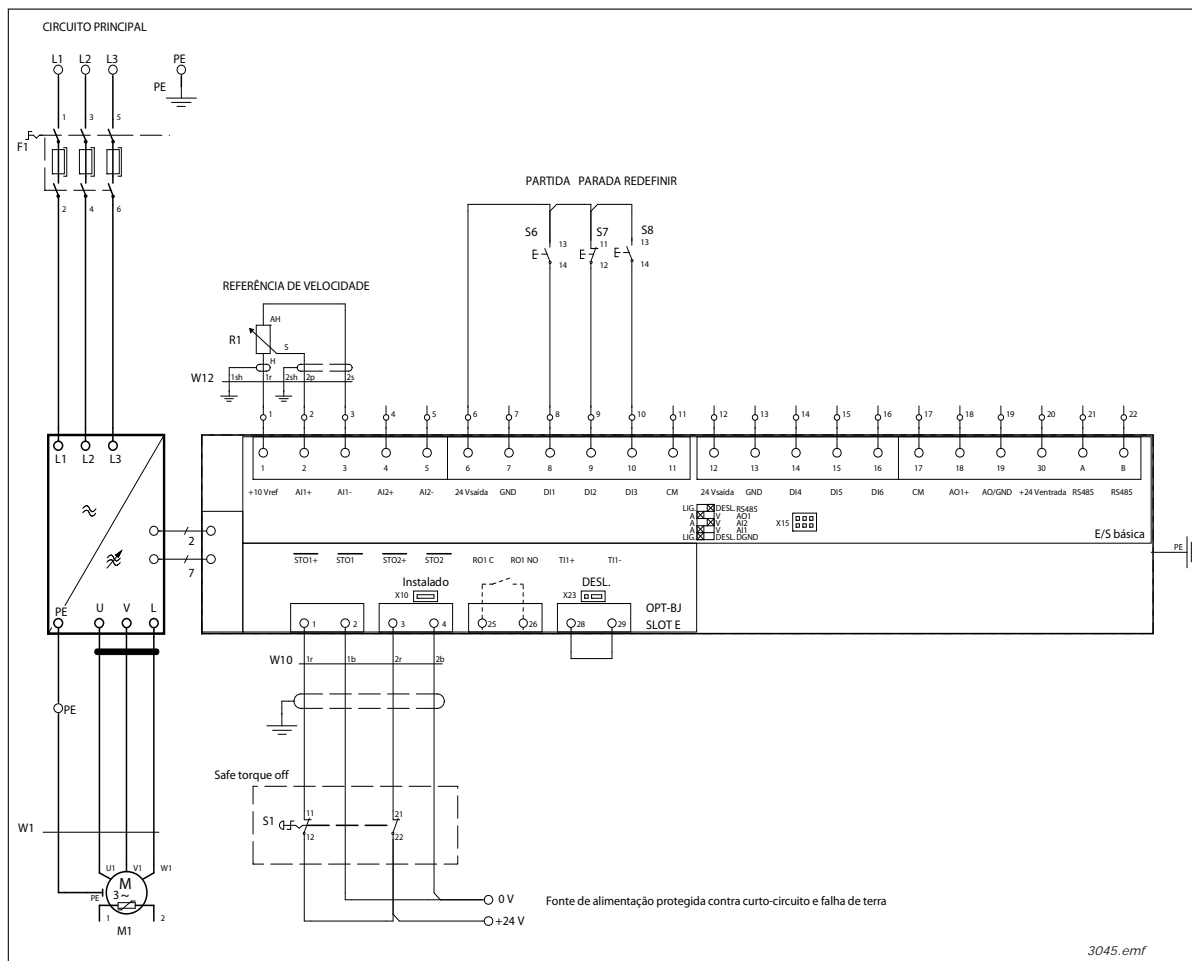 CIRCUITO PRINCIPAL
L1 L2 L3 PE
PE
1 3 5
F1
2 4 6
PARTIDA PARADA REDEFINIR
S6 S7 S8
13 11 13
14 12 14
REFERÊNCIA DE VELOCIDADE
AH
R1
S
H
W12 1sh 1r 2sh 2p 2s
1 2 3 4 5 6 7 8 9 10 11 12 13 14 15 16 17 18 19 20 21 22
L1 L2 L3
1 2 3 4 5 6 7 8 9 10 11 12 13 14 15 16 17 18 19 30 A B
+10 Vref AI1+ AI1- AI2+ AI2- 24 Vsaída GND DI1 DI2 DI3 CM 24 Vsaída GND DI4 DI5 DI6 CM AO1+ AO/GND +24 Ventrada RS485 RS485
LIG. DESL. RS485
A V AO1
A V AI2
A V AI1
LIG. DESL. DGND
X15
E/S básica
2
7
PE
STO1+ STO1 STO2+ STO2 RO1 C RO1 NO TI1+ TI1-
Instalado
X10
DESL.
X23
OPT-BJ
SLOT E
PE U V L
1 2 3 4 25 26 28 29
W10 1r 1b 2r 2b
PE
Safe torque off
S1
11 21
12 22
W1
U1 V1 W1
M
3 ~
PE
1 2
M1
0 V
+24 V
Fonte de alimentação protegida contra curto-circuito e falha de terra
3045.emf